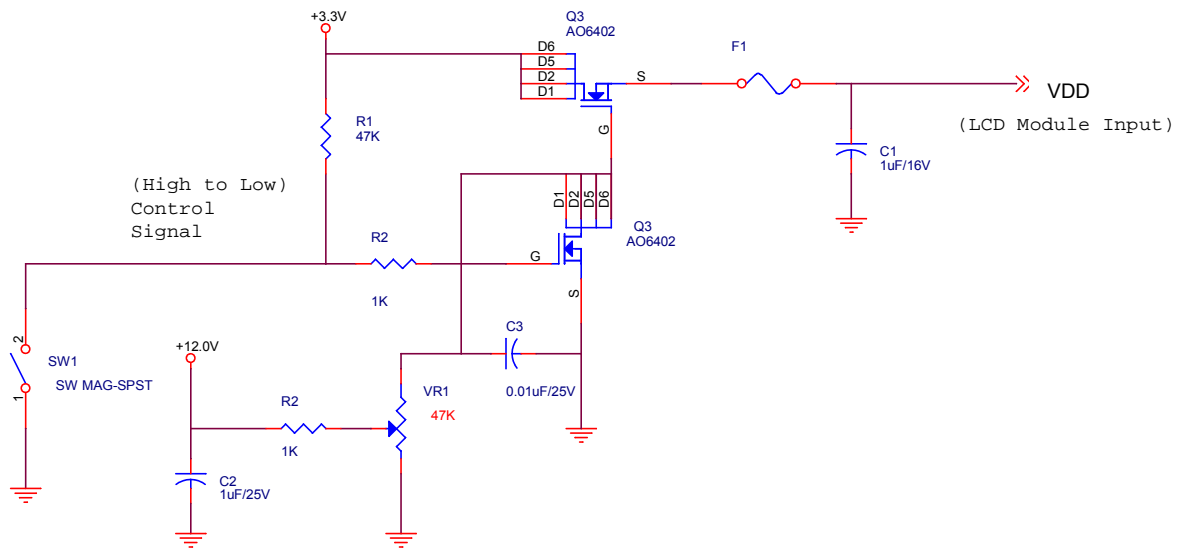 +3.3V
Q3
AO6402
D6
D5
D2
D1
S
G
F1
VDD
(LCD Module Input)
C1
1uF/16V
R1
47K
(High to Low)
Control
Signal
D1
D2
D5
D6
Q3
AO6402
G
S
R2
1K
2
1
SW1
SW MAG-SPST
+12.0V
C3
0.01uF/25V
VR1
47K
R2
1K
C2
1uF/25V